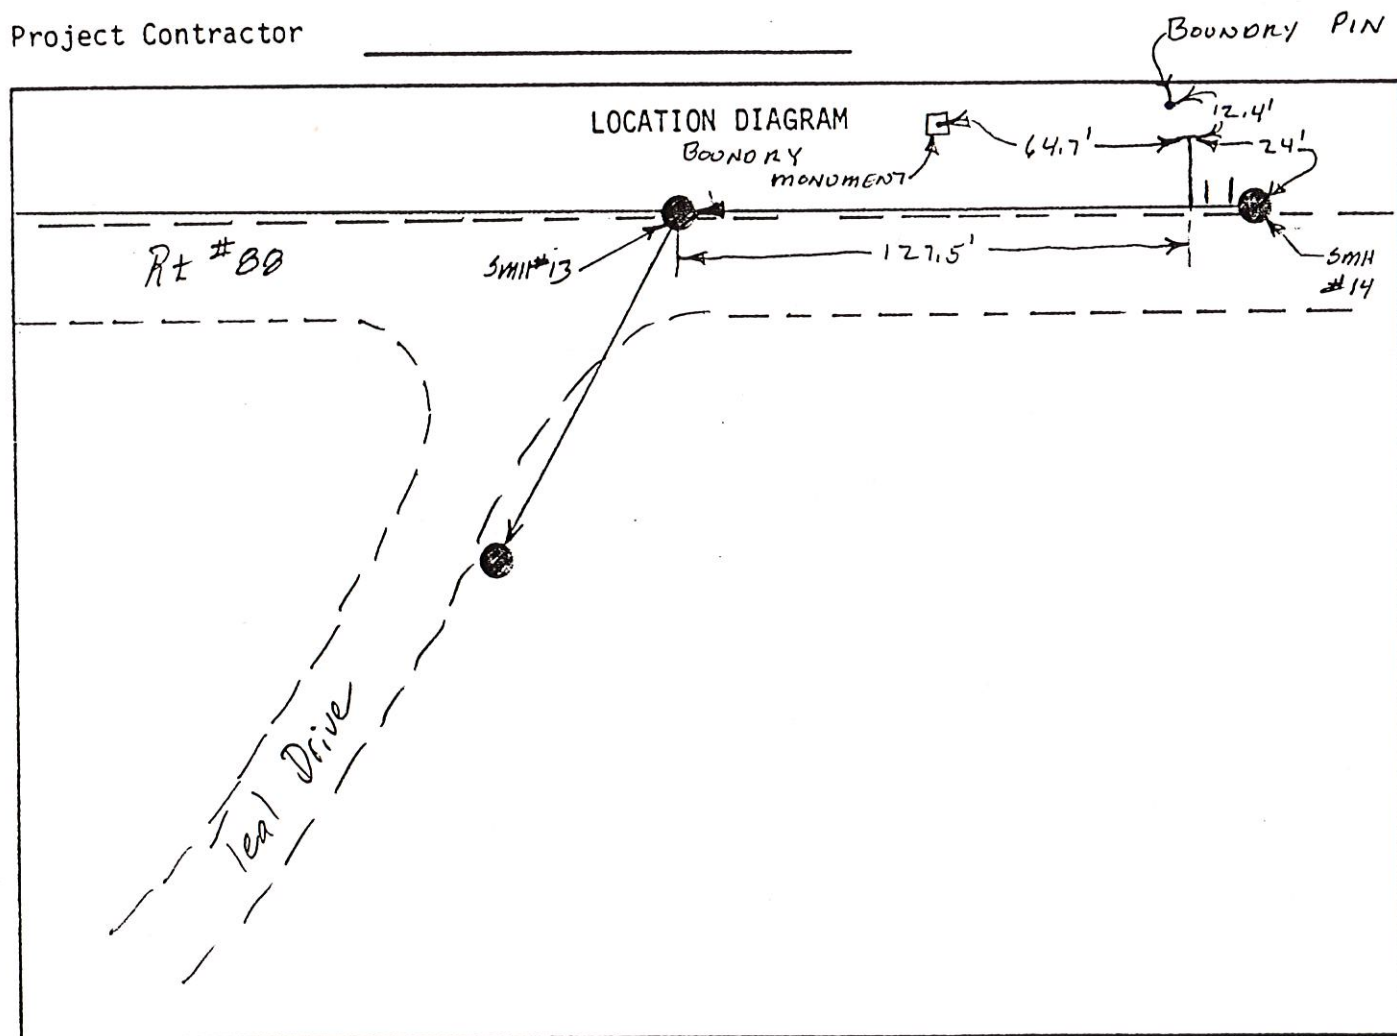 Project Contractor
BOUNDRY PIN
LOCATION DIAGRAM
12.4'
BOUNDRY
MONUMENT
64.7'
24'
Rt #88
SMH#13
127.5'
SMH
#14
Teal Drive